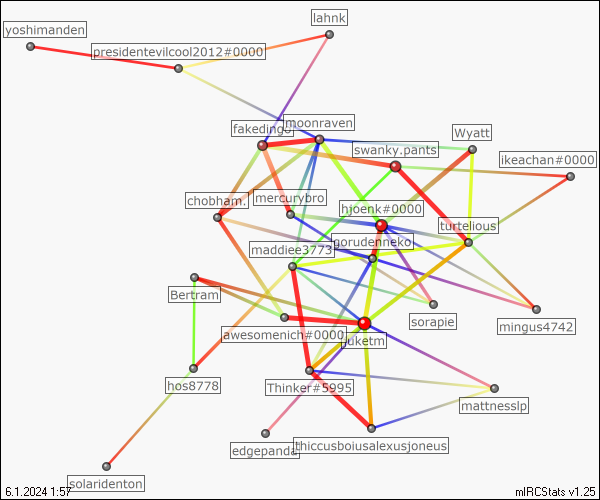 lahnk
yoshimanden
presidentevilcool2012#0000
moonraven
fakedingo
Wyatt
swanky.pants
ikeachan#0000
mercurybro
chobham.
hjoenk#0000
turtelious
gorudenneko
maddiee3773
Bertram
sorapie
mingus4742
awesomenich#0000
uketm
hos8778
Thinker#5995
mattnesslp
edgepanda
thiccusboiusalexusjoneus
solaridenton
6.1.2024 1:57
mIRCStats v1.25